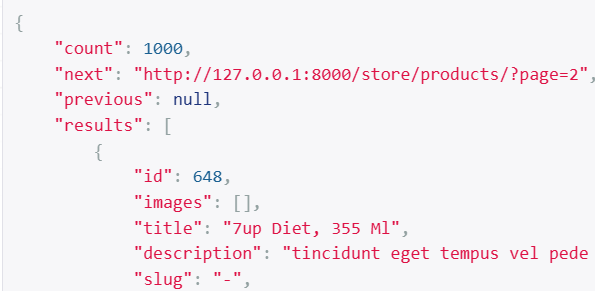 {
"count": 1000,
"next": "http://127.0.0.1:8000/store/products/?page=2",
"previous": null,
"results": [
{
"id": 648,
"images": [],
"title": "7up Diet, 355 Ml",
"description": "tincidunt eget tempus vel pede
"slug": "-",